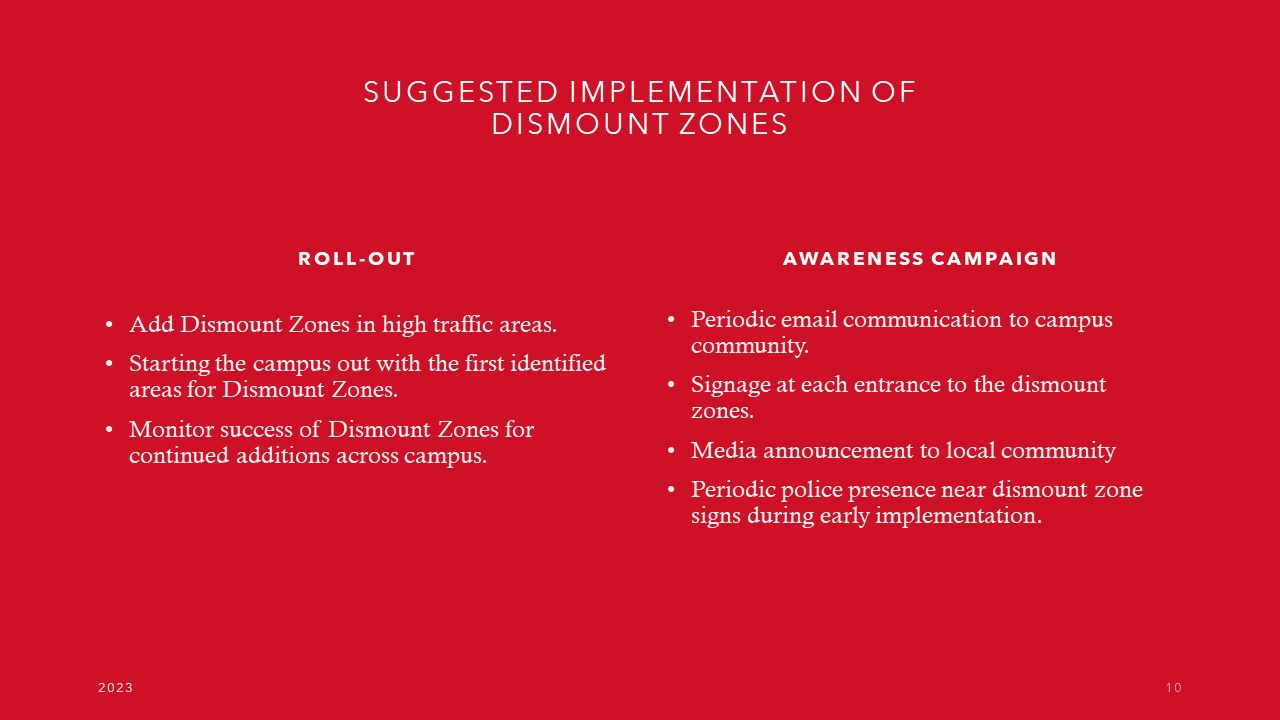 SUGGESTED IMPLEMENTATION OF
DISMOUNT ZONES
ROLL-OUT
• Add Dismount Zones in high traffic areas.
• Starting the campus out with the first identified
areas for Dismount Zones.
• Monitor success of Dismount Zones for
continued additions across campus.
AWARENESS CAMPAIGN
• Periodic email communication to campus
community.
• Signage at each entrance to the dismount
zones.
• Media announcement to local community
• Periodic police presence near dismount zone
signs during early implementation.
2023
10